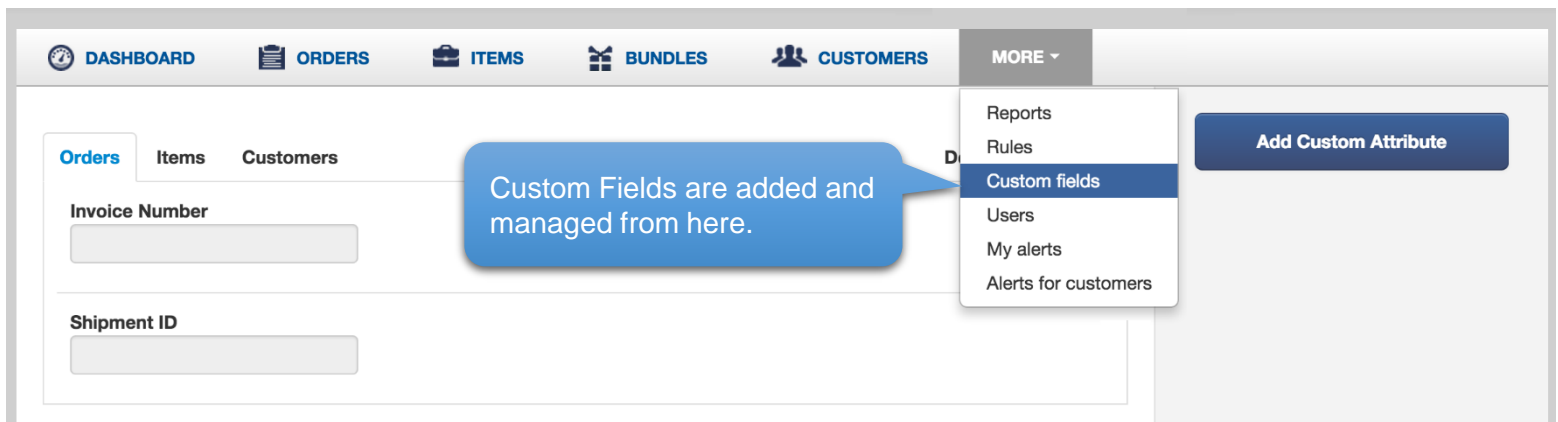 DASHBOARD ORDERS ITEMS BUNDLES CUSTOMERS MORE
Reports
Rules
Custom fields
Users
My alerts
Alerts for customers
Add Custom Attribute
Orders Items Customers
Custom Fields are added and
managed from here.
Invoice Number
Shipment ID